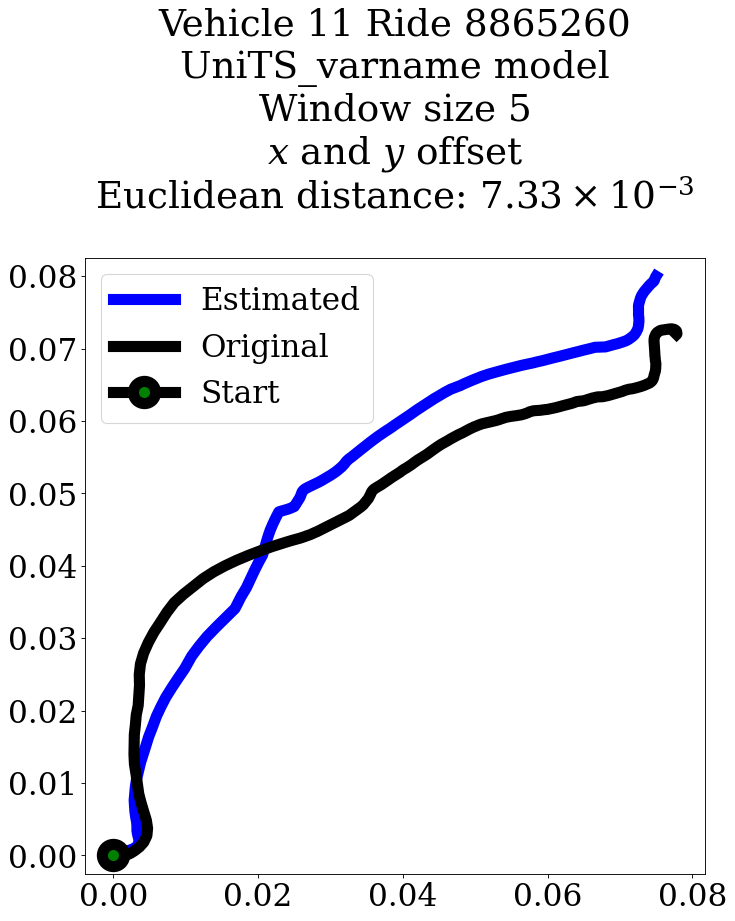 Vehicle 11 Ride 8865260
UniTS_varname model
Window size 5
x and y offset
Euclidean distance: 7.33 × 10⁻³
0.08
0.07
0.06
0.05
0.04
0.03
0.02
0.01
0.00
Estimated
Original
Start
0.00 0.02 0.04 0.06 0.08